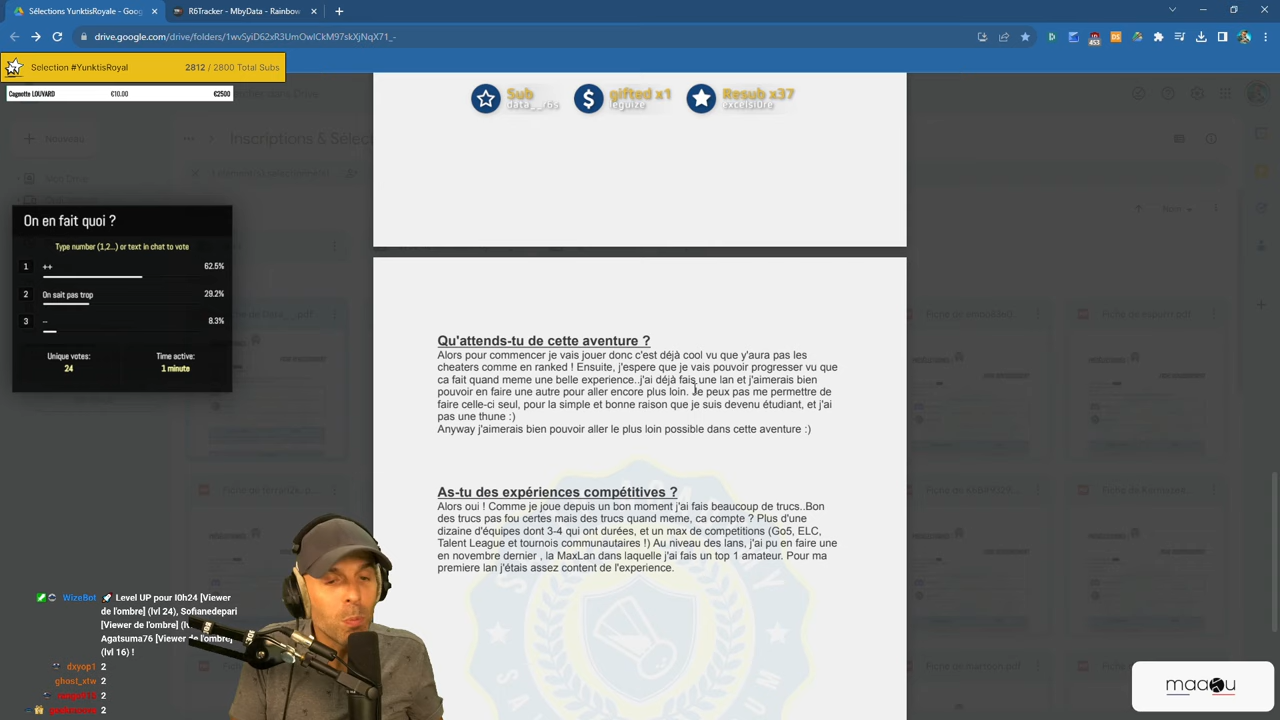 Sélections YunktisRoyale - Goog
R6Tracker - MbyData - Rainbow
drive.google.com/drive/folders/1wvSyiD62xR3UmOwlCkM97skXjNqX71_-
453
Selection #YunktisRoyal 2812 / 2800 Total Subs
Cagnotte LOUVARD €10.00 €2500
Sub
data__r6s
gifted x1
leguize
Resub x37
excelsi0re
Nouveau
Inscriptions & Sélec
On en fait quoi ?
Type number (1,2...) or text in chat to vote
1 ++ 62.5%
2 On sait pas trop 29.2%
3 -- 8.3%
Unique votes: Time active:
24 1 minute
Qu'attends-tu de cette aventure ?
Alors pour commencer je vais jouer donc c'est déjà cool vu que y'aura pas les
cheaters comme en ranked ! Ensuite, j'espere que je vais pouvoir progresser vu que
ca fait quand meme une belle experience..j'ai déjà fais une lan et j'aimerais bien
pouvoir en faire une autre pour aller encore plus loin. Je peux pas me permettre de
faire celle-ci seul, pour la simple et bonne raison que je suis devenu étudiant, et j'ai
pas une thune :)
Anyway j'aimerais bien pouvoir aller le plus loin possible dans cette aventure :)
As-tu des expériences compétitives ?
Alors oui ! Comme je joue depuis un bon moment j'ai fais beaucoup de trucs..Bon
des trucs pas fou certes mais des trucs quand meme, ca compte ? Plus d'une
dizaine d'équipes dont 3-4 qui ont durées, et un max de competitions (Go5, ELC,
Talent League et tournois communautaires !) Au niveau des lans, j'ai pu en faire une
en novembre dernier , la MaxLan dans laquelle j'ai fais un top 1 amateur. Pour ma
premiere lan j'étais assez content de l'experience.
WizeBot Level UP pour l0h24 [Viewer
de l'ombre] (lvl 24), Sofianedepari
[Viewer de l'ombre]
Agatsuma76 [Viewer de l'ombre]
(lvl 16) !
dxyop1 2
ghost_xtw 2
2
2
maaou